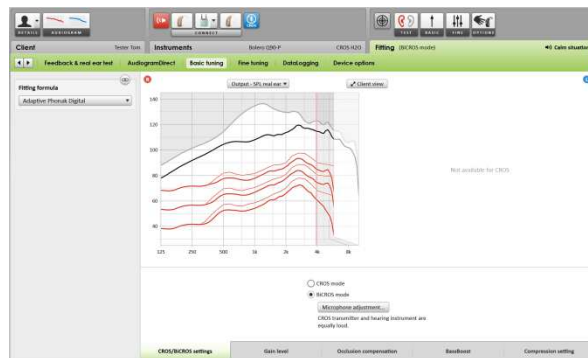 DETAILS AUDIOGRAM CONNECT TEST BASIC FINE OPTIONS
Client Tester Tom Instruments Bolero Q90-P CROS H2O Fitting (BiCROS mode) Calm situation
Feedback & real ear test AudiogramDirect Basic tuning Fine tuning DataLogging Device options
Fitting formula
Adaptive Phonak Digital
Output - SPL real ear Client view
140
120
100
80
60
40
125 250 500 1k 2k 4k 8k
Not available for CROS
CROS mode
BiCROS mode
Microphone adjustment...
CROS transmitter and hearing instrument are
equally loud.
CROS/BiCROS settings Gain level Occlusion compensation BassBoost Compression setting